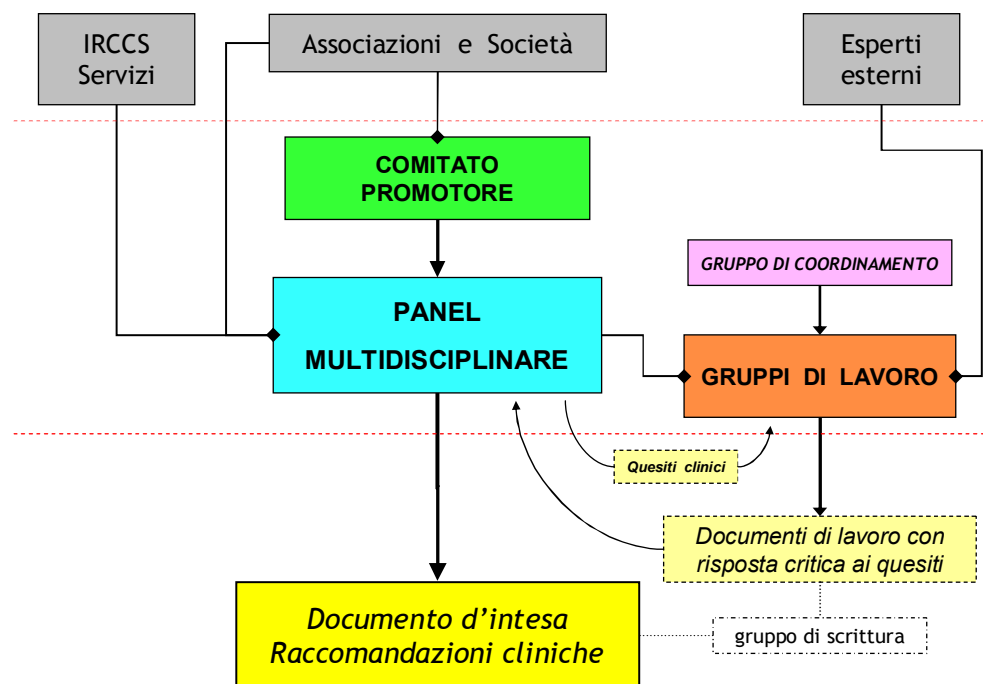 IRCCS
Servizi
Associazioni e Società
Esperti
esterni
COMITATO
PROMOTORE
GRUPPO DI COORDINAMENTO
PANEL
MULTIDISCIPLINARE
GRUPPI DI LAVORO
Quesiti clinici
Documenti di lavoro con
risposta critica ai quesiti
Documento d’intesa
Raccomandazioni cliniche
gruppo di scrittura